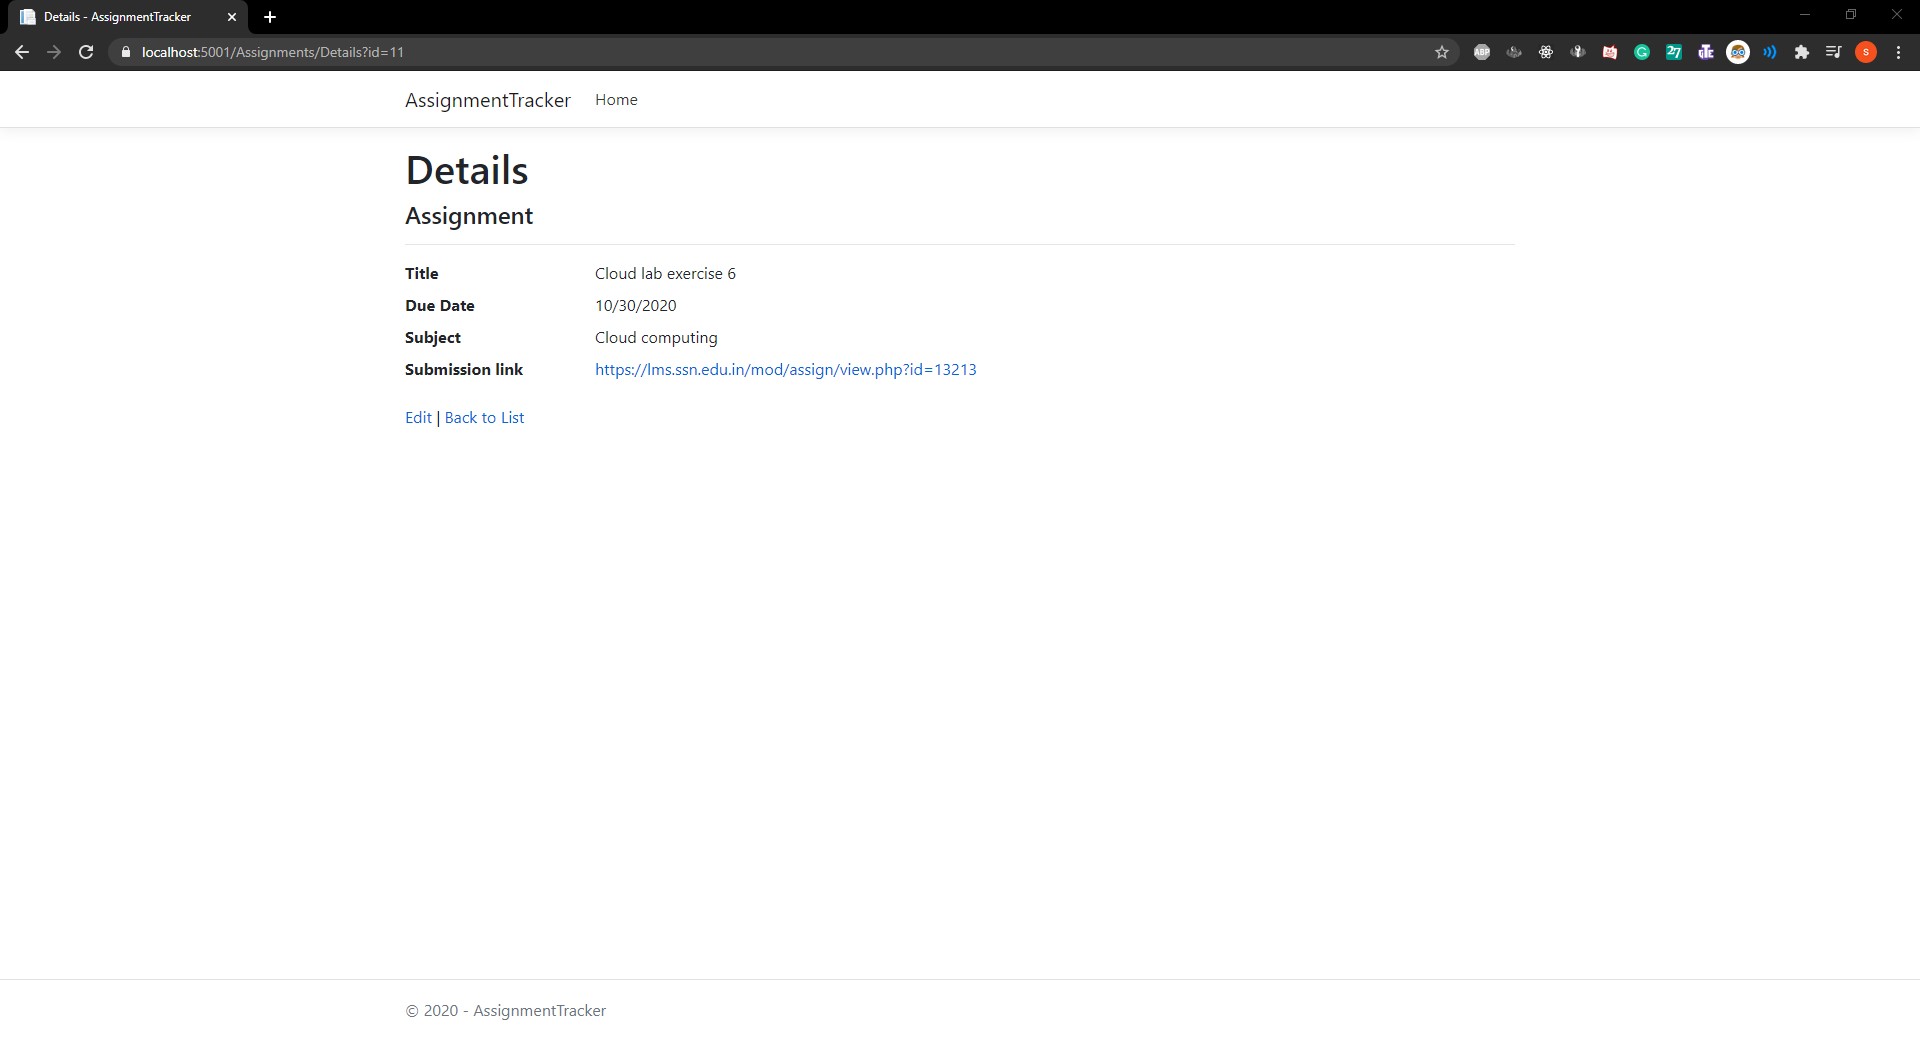 Details - AssignmentTracker
localhost:5001/Assignments/Details?id=11
ABP
27
S
AssignmentTracker Home
Details
Assignment
Title Cloud lab exercise 6
Due Date 10/30/2020
Subject Cloud computing
Submission link https://lms.ssn.edu.in/mod/assign/view.php?id=13213
Edit | Back to List
© 2020 - AssignmentTracker